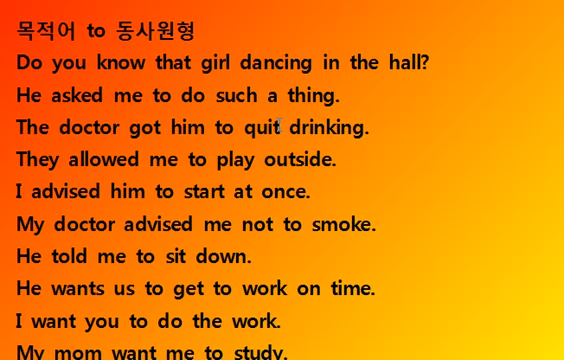 목적어 to 동사원형
Do you know that girl dancing in the hall?
He asked me to do such a thing.
The doctor got him to quit drinking.
They allowed me to play outside.
I advised him to start at once.
My doctor advised me not to smoke.
He told me to sit down.
He wants us to get to work on time.
I want you to do the work.
My mom want me to study.